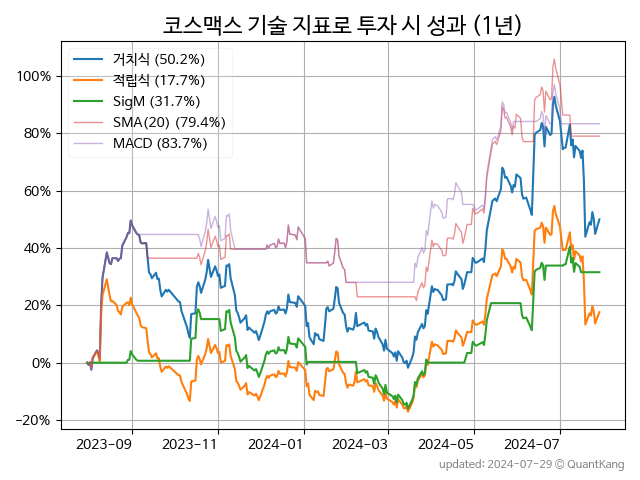 코스맥스 기술 지표로 투자 시 성과 (1년)
거치식 (50.2%)
적립식 (17.7%)
SigM (31.7%)
SMA(20) (79.4%)
MACD (83.7%)
100%
80%
60%
40%
20%
0%
−20%
2023-09 2023-11 2024-01 2024-03 2024-05 2024-07
updated: 2024-07-29 © QuantKang